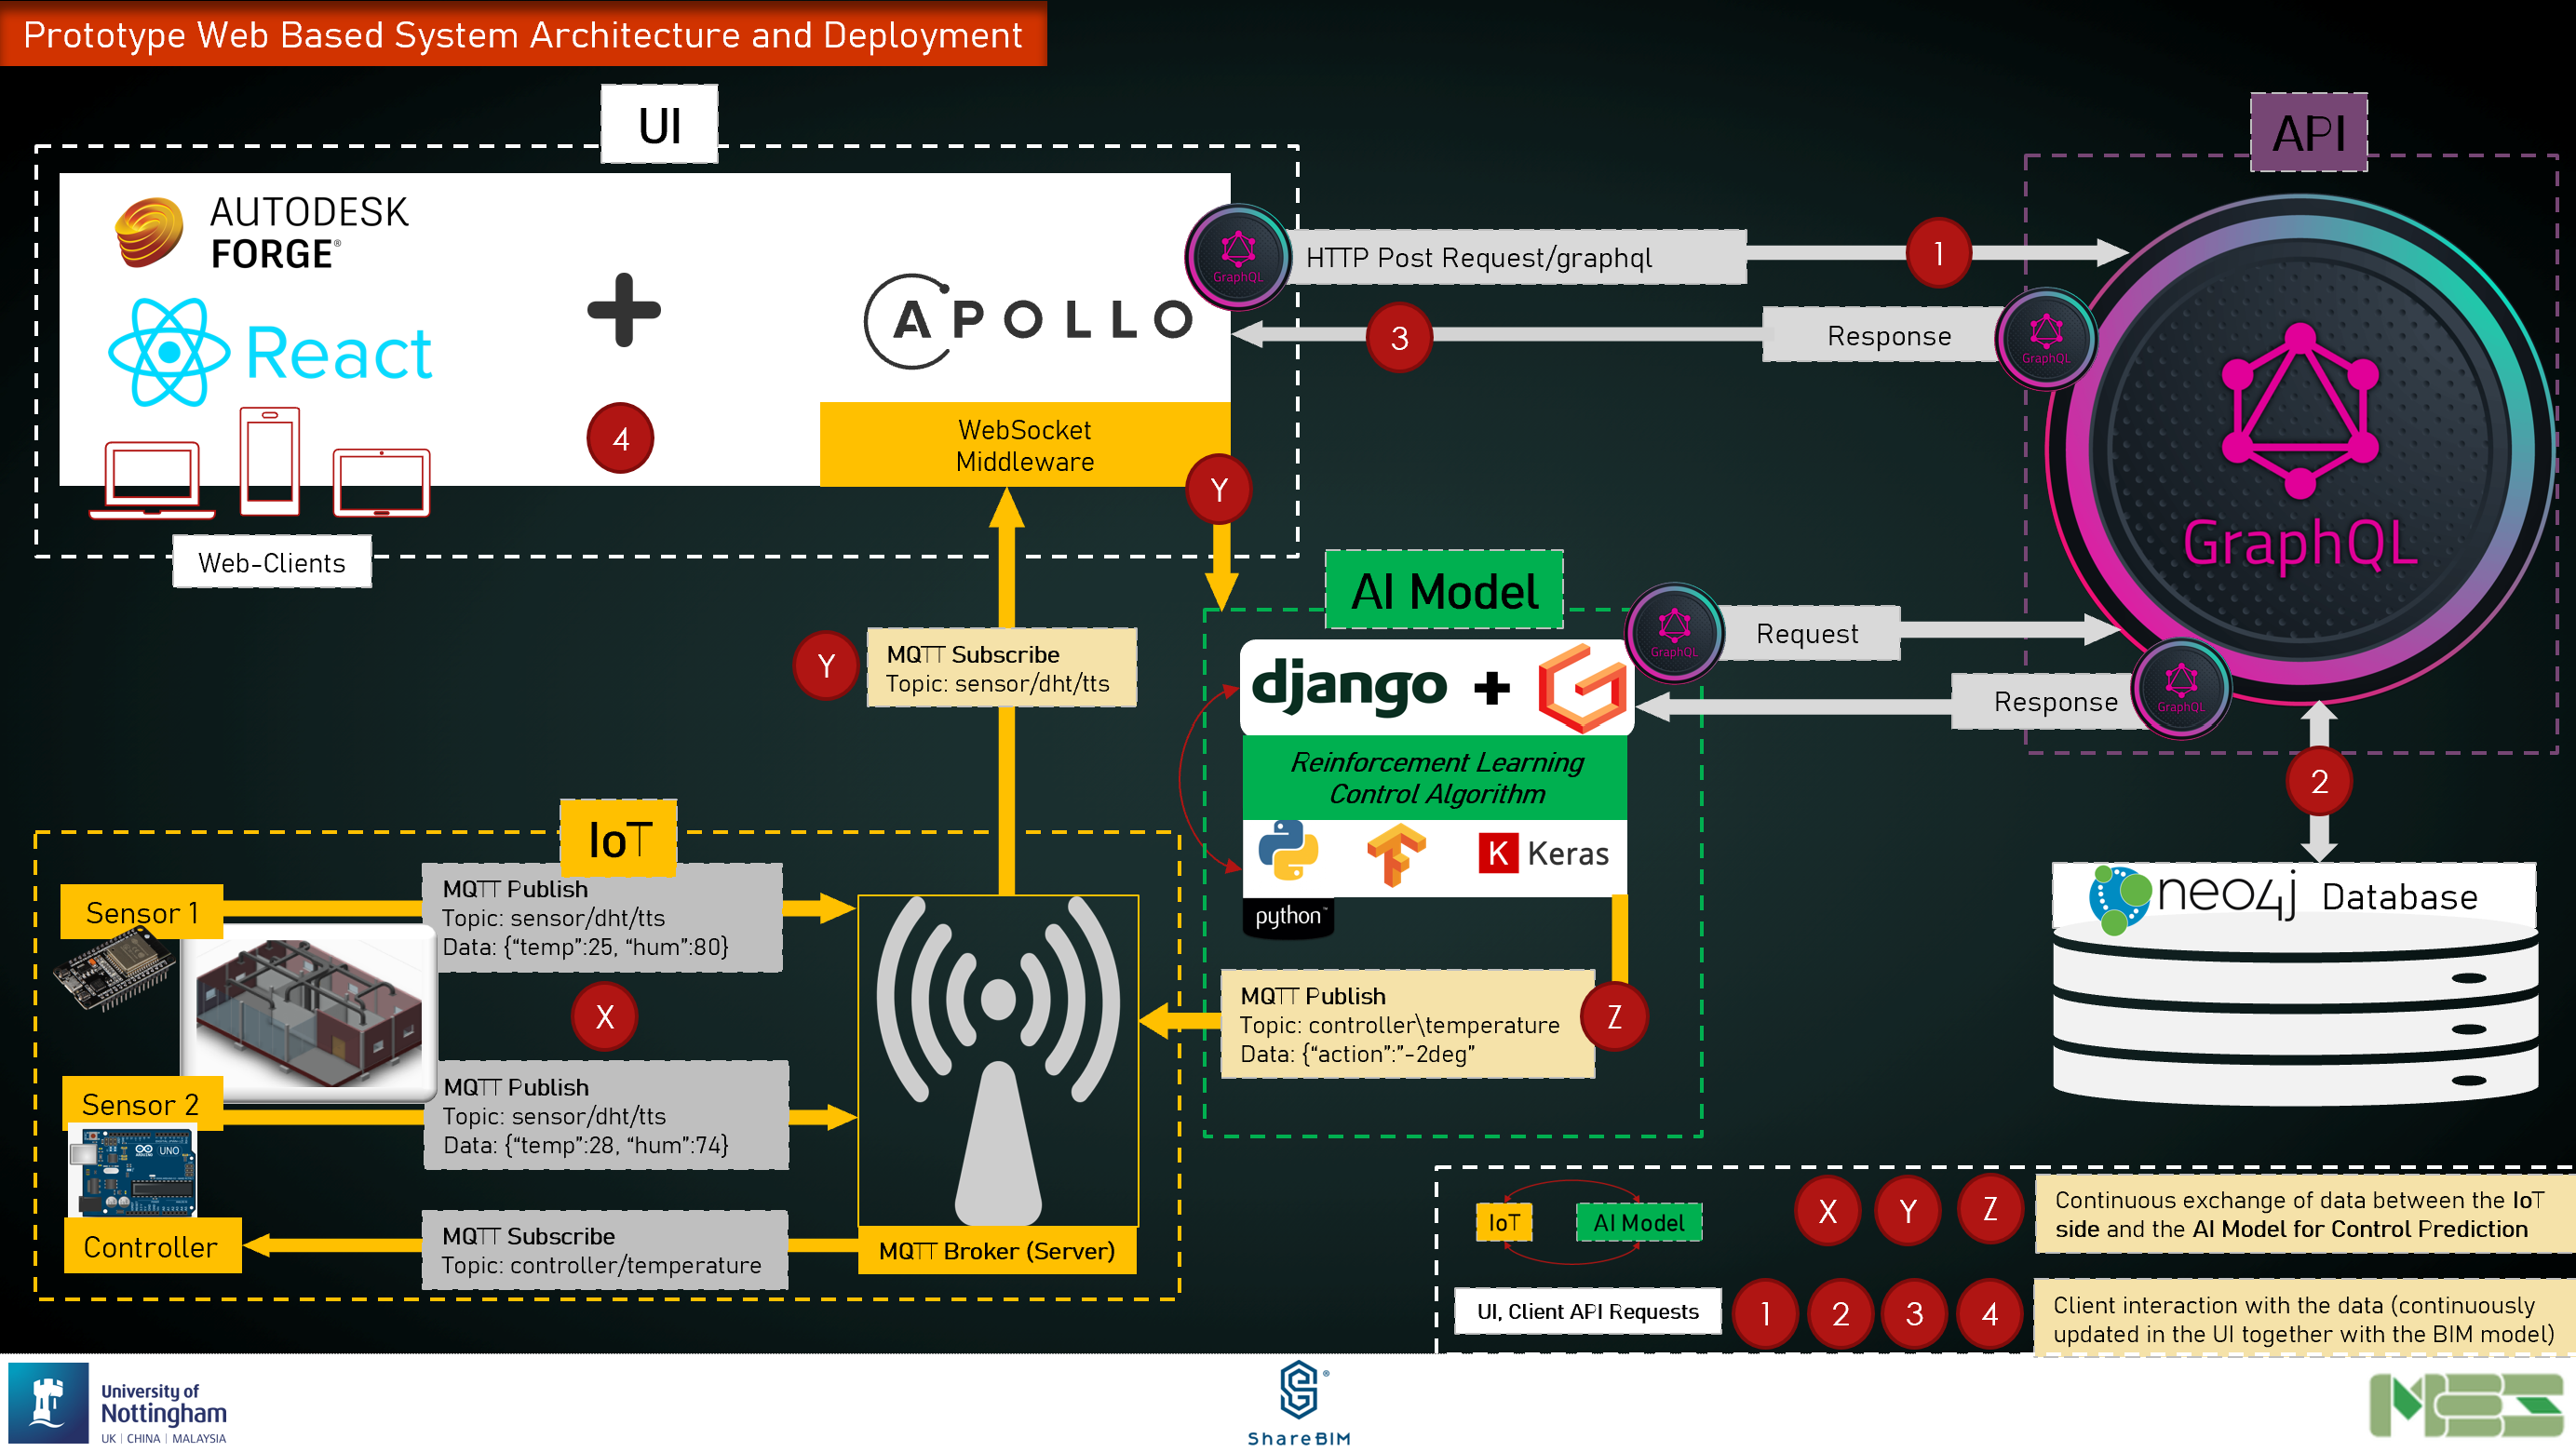 Prototype Web Based System Architecture and Deployment
UI
API
AUTODESK
FORGE®
React
APOLLO
4
WebSocket
Middleware
Web-Clients
GraphQL
HTTP Post Request/graphql
1
3
Response
GraphQL
GraphQL
Y
Y
MQTT Subscribe
Topic: sensor/dht/tts
AI Model
django
GraphQL
Request
Response
GraphQL
Reinforcement Learning
Control Algorithm
Keras
python™
2
neo4j Database
IoT
Sensor 1
MQTT Publish
Topic: sensor/dht/tts
Data: {“temp”:25, “hum”:80}
X
Sensor 2
MQTT Publish
Topic: sensor/dht/tts
Data: {“temp”:28, “hum”:74}
UNO
Controller
MQTT Subscribe
Topic: controller/temperature
MQTT Broker (Server)
MQTT Publish
Topic: controller\temperature
Data: {“action”:”-2deg”
Z
IoT
AI Model
X
Y
Z
Continuous exchange of data between the IoT
side and the AI Model for Control Prediction
UI, Client API Requests
1
2
3
4
Client interaction with the data (continuously
updated in the UI together with the BIM model)
University of
Nottingham
UK | CHINA | MALAYSIA
ShareBIM